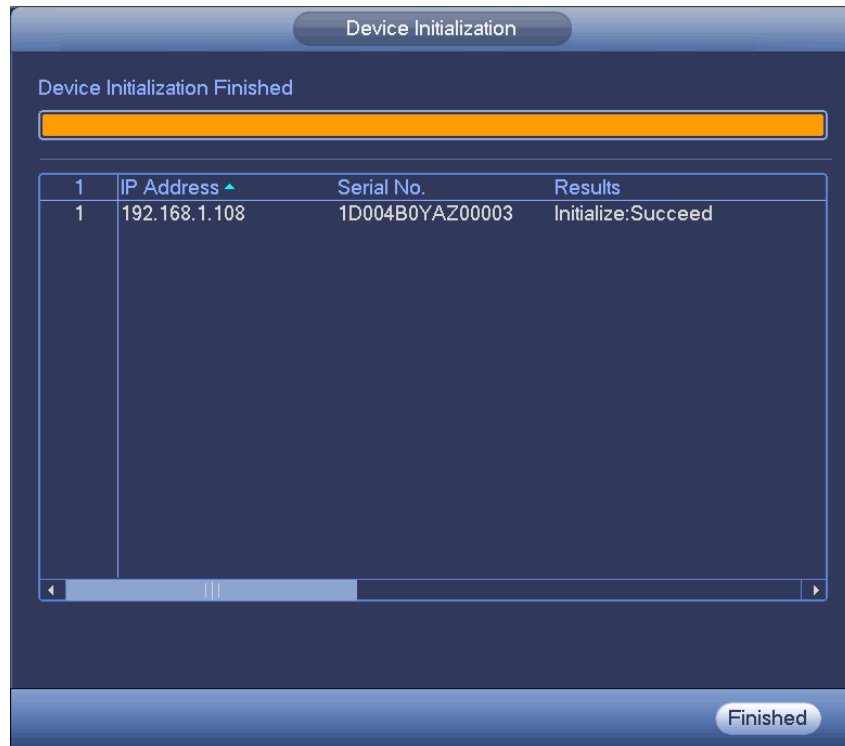 Device Initialization
Device Initialization Finished
1 IP Address Serial No. Results
1 192.168.1.108 1D004B0YAZ00003 Initialize:Succeed
Finished